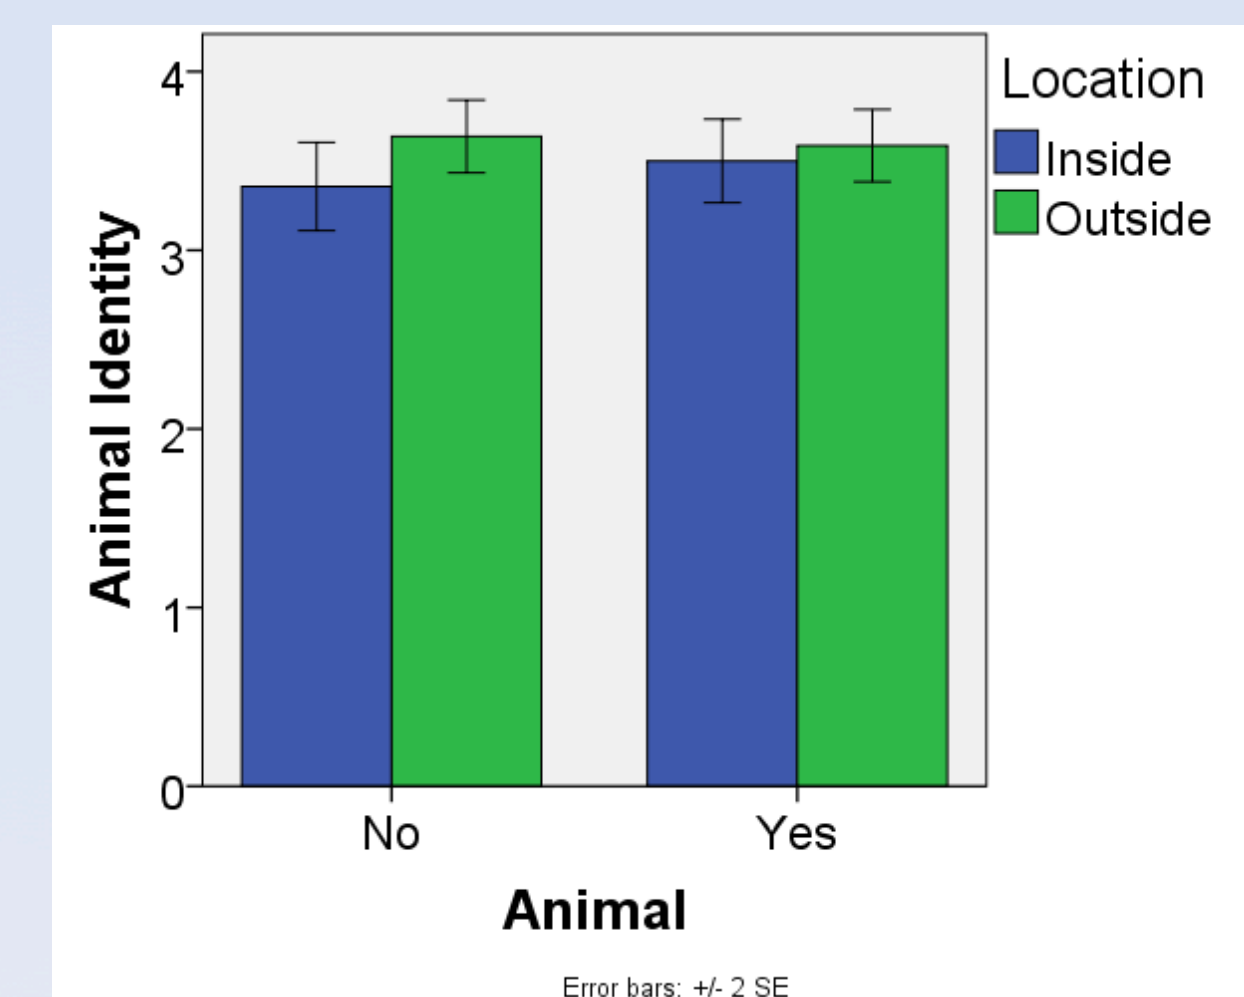 4
3
2
1
0
Animal Identity
No
Yes
Animal
Error bars: +/- 2 SE
Location
Inside
Outside